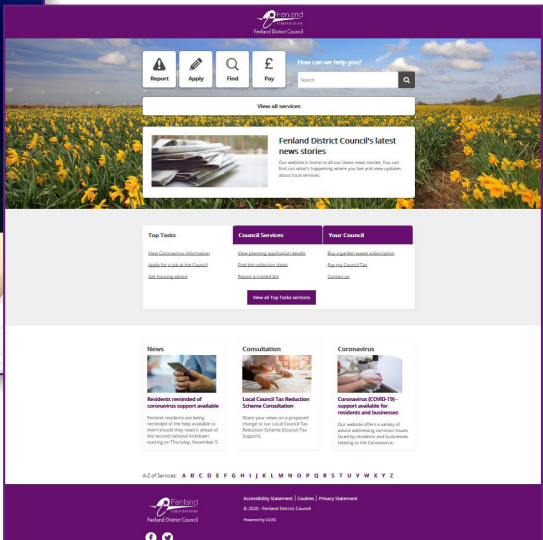 Fenland
CAMBRIDGESHIRE
Fenland District Council
Report
Apply
Find
Pay
How can we help you?
Search
View all services
Fenland District Council's latest
news stories
Our website is home to all our latest news stories. You can
find out what's happening where you live and view updates
about local services.
Top Tasks
Council Services
Your Council
View Coronavirus Information
View planning application details
Buy a garden waste subscription
Apply for a job at the Council
Find bin collection dates
Pay my Council Tax
Get housing advice
Report a missed bin
Contact us
View all Top Tasks sections
News
Residents reminded of
coronavirus support available
Fenland residents are being
reminded of the help available to
them should they need it ahead of
the second national lockdown
starting on Thursday, November 5.
Consultation
Local Council Tax Reduction
Scheme Consultation
Share your views on a proposed
change to our Local Council Tax
Reduction Scheme (Council Tax
Support).
Coronavirus
Coronavirus (COVID-19) -
support available for
residents and businesses
Our website offers a variety of
advice addressing common issues
faced by residents and businesses
relating to the Coronavirus.
A-Z of Services: A B C D E F G H I J K L M N O P Q R S T U V W X Y Z
Fenland
CAMBRIDGESHIRE
Fenland District Council
Accessibility Statement | Cookies | Privacy Statement
© 2020 - Fenland District Council
Powered by GOSS